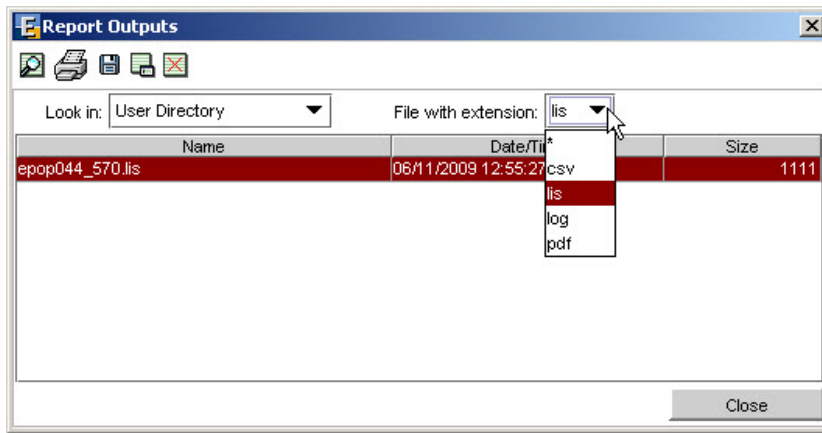 Report Outputs
Look in: User Directory File with extension: lis
Name Date/Ti Size
epop044_570.lis 06/11/2009 12:55:27 1111
*
csv
lis
log
pdf
Close